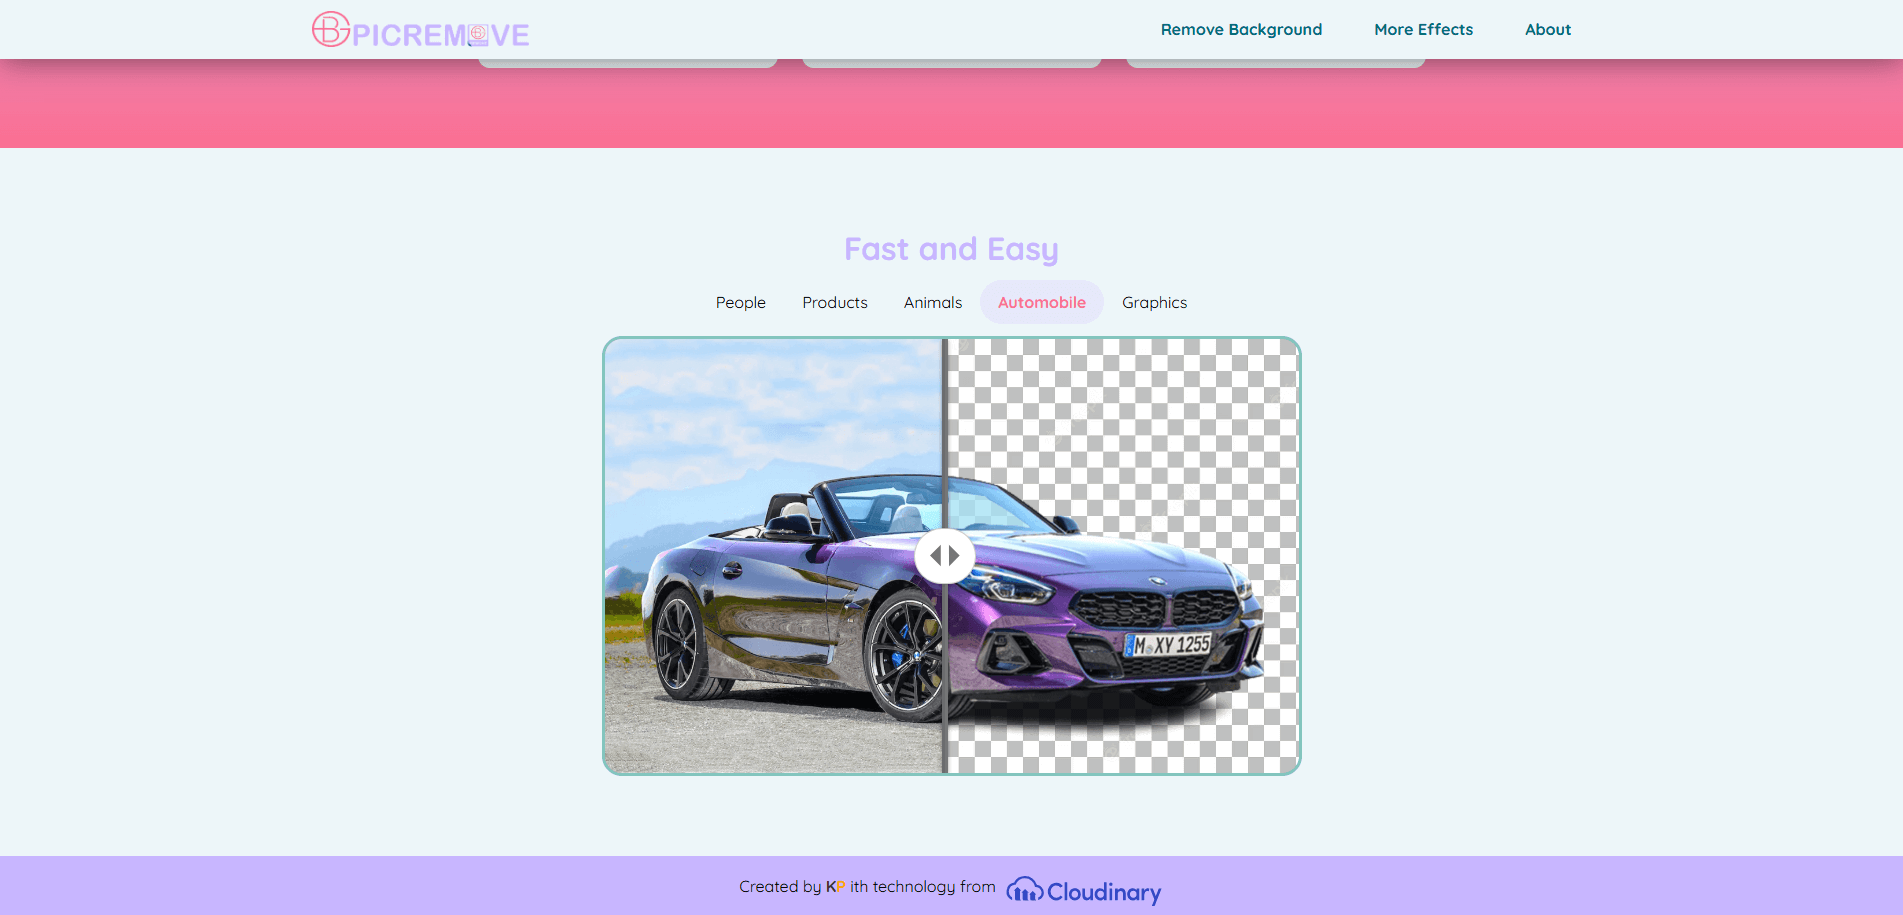 PICREMOVE
Remove Background
More Effects
About
Fast and Easy
People
Products
Animals
Automobile
Graphics
M XY 1255
Created by KP ith technology from
Cloudinary